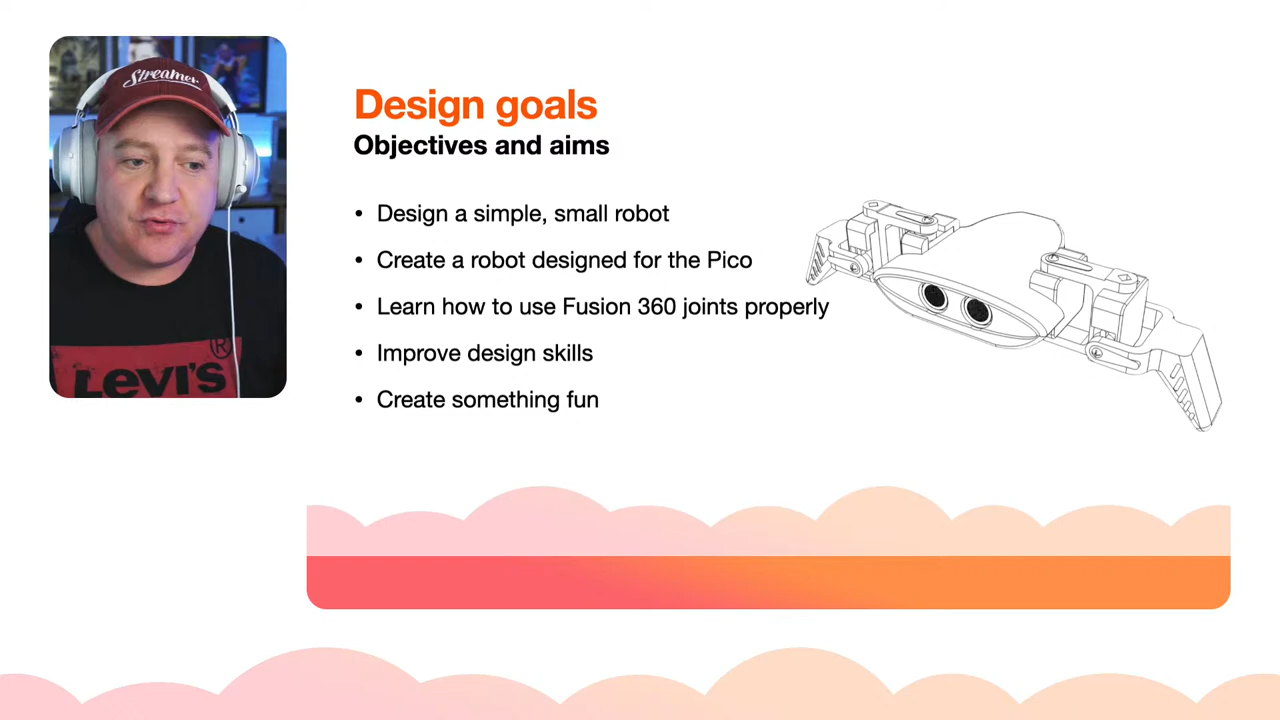 Streamer
LEVI'S®
Design goals
Objectives and aims
• Design a simple, small robot
• Create a robot designed for the Pico
• Learn how to use Fusion 360 joints properly
• Improve design skills
• Create something fun